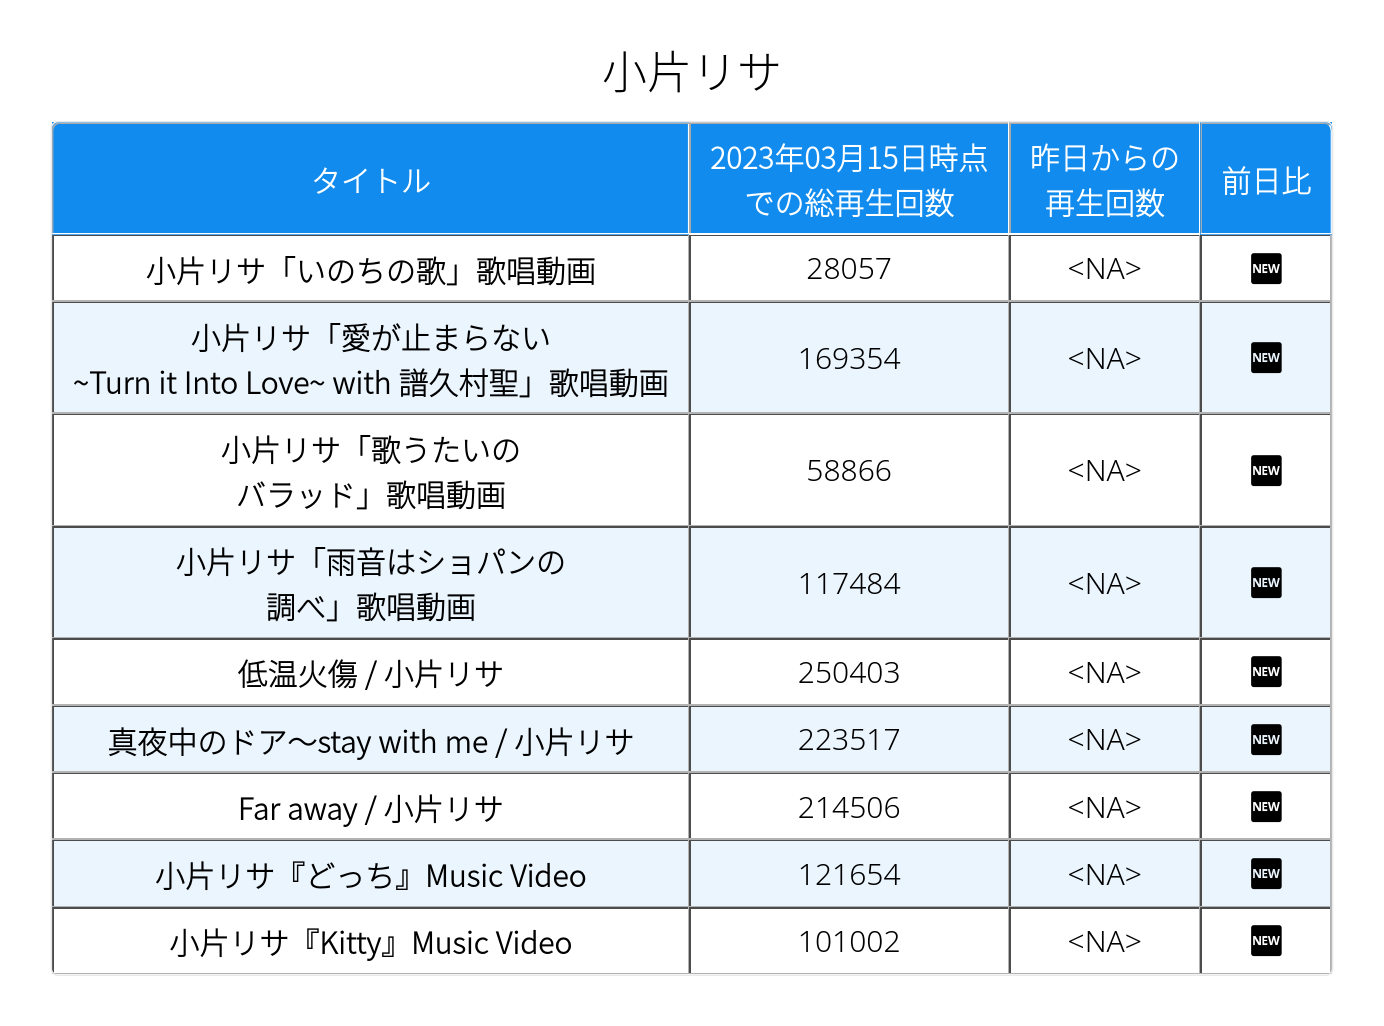 小片リサ
タイトル
2023年03月15日時点
での総再生回数
昨日からの
再生回数
前日比
小片リサ「いのちの歌」歌唱動画
28057
<NA>
NEW
小片リサ「愛が止まらない
~Turn it Into Love~ with 譜久村聖」歌唱動画
169354
<NA>
NEW
小片リサ「歌うたいの
バラッド」歌唱動画
58866
<NA>
NEW
小片リサ「雨音はショパンの
調べ」歌唱動画
117484
<NA>
NEW
低温火傷 / 小片リサ
250403
<NA>
NEW
真夜中のドア〜stay with me / 小片リサ
223517
<NA>
NEW
Far away / 小片リサ
214506
<NA>
NEW
小片リサ『どっち』Music Video
121654
<NA>
NEW
小片リサ『Kitty』Music Video
101002
<NA>
NEW